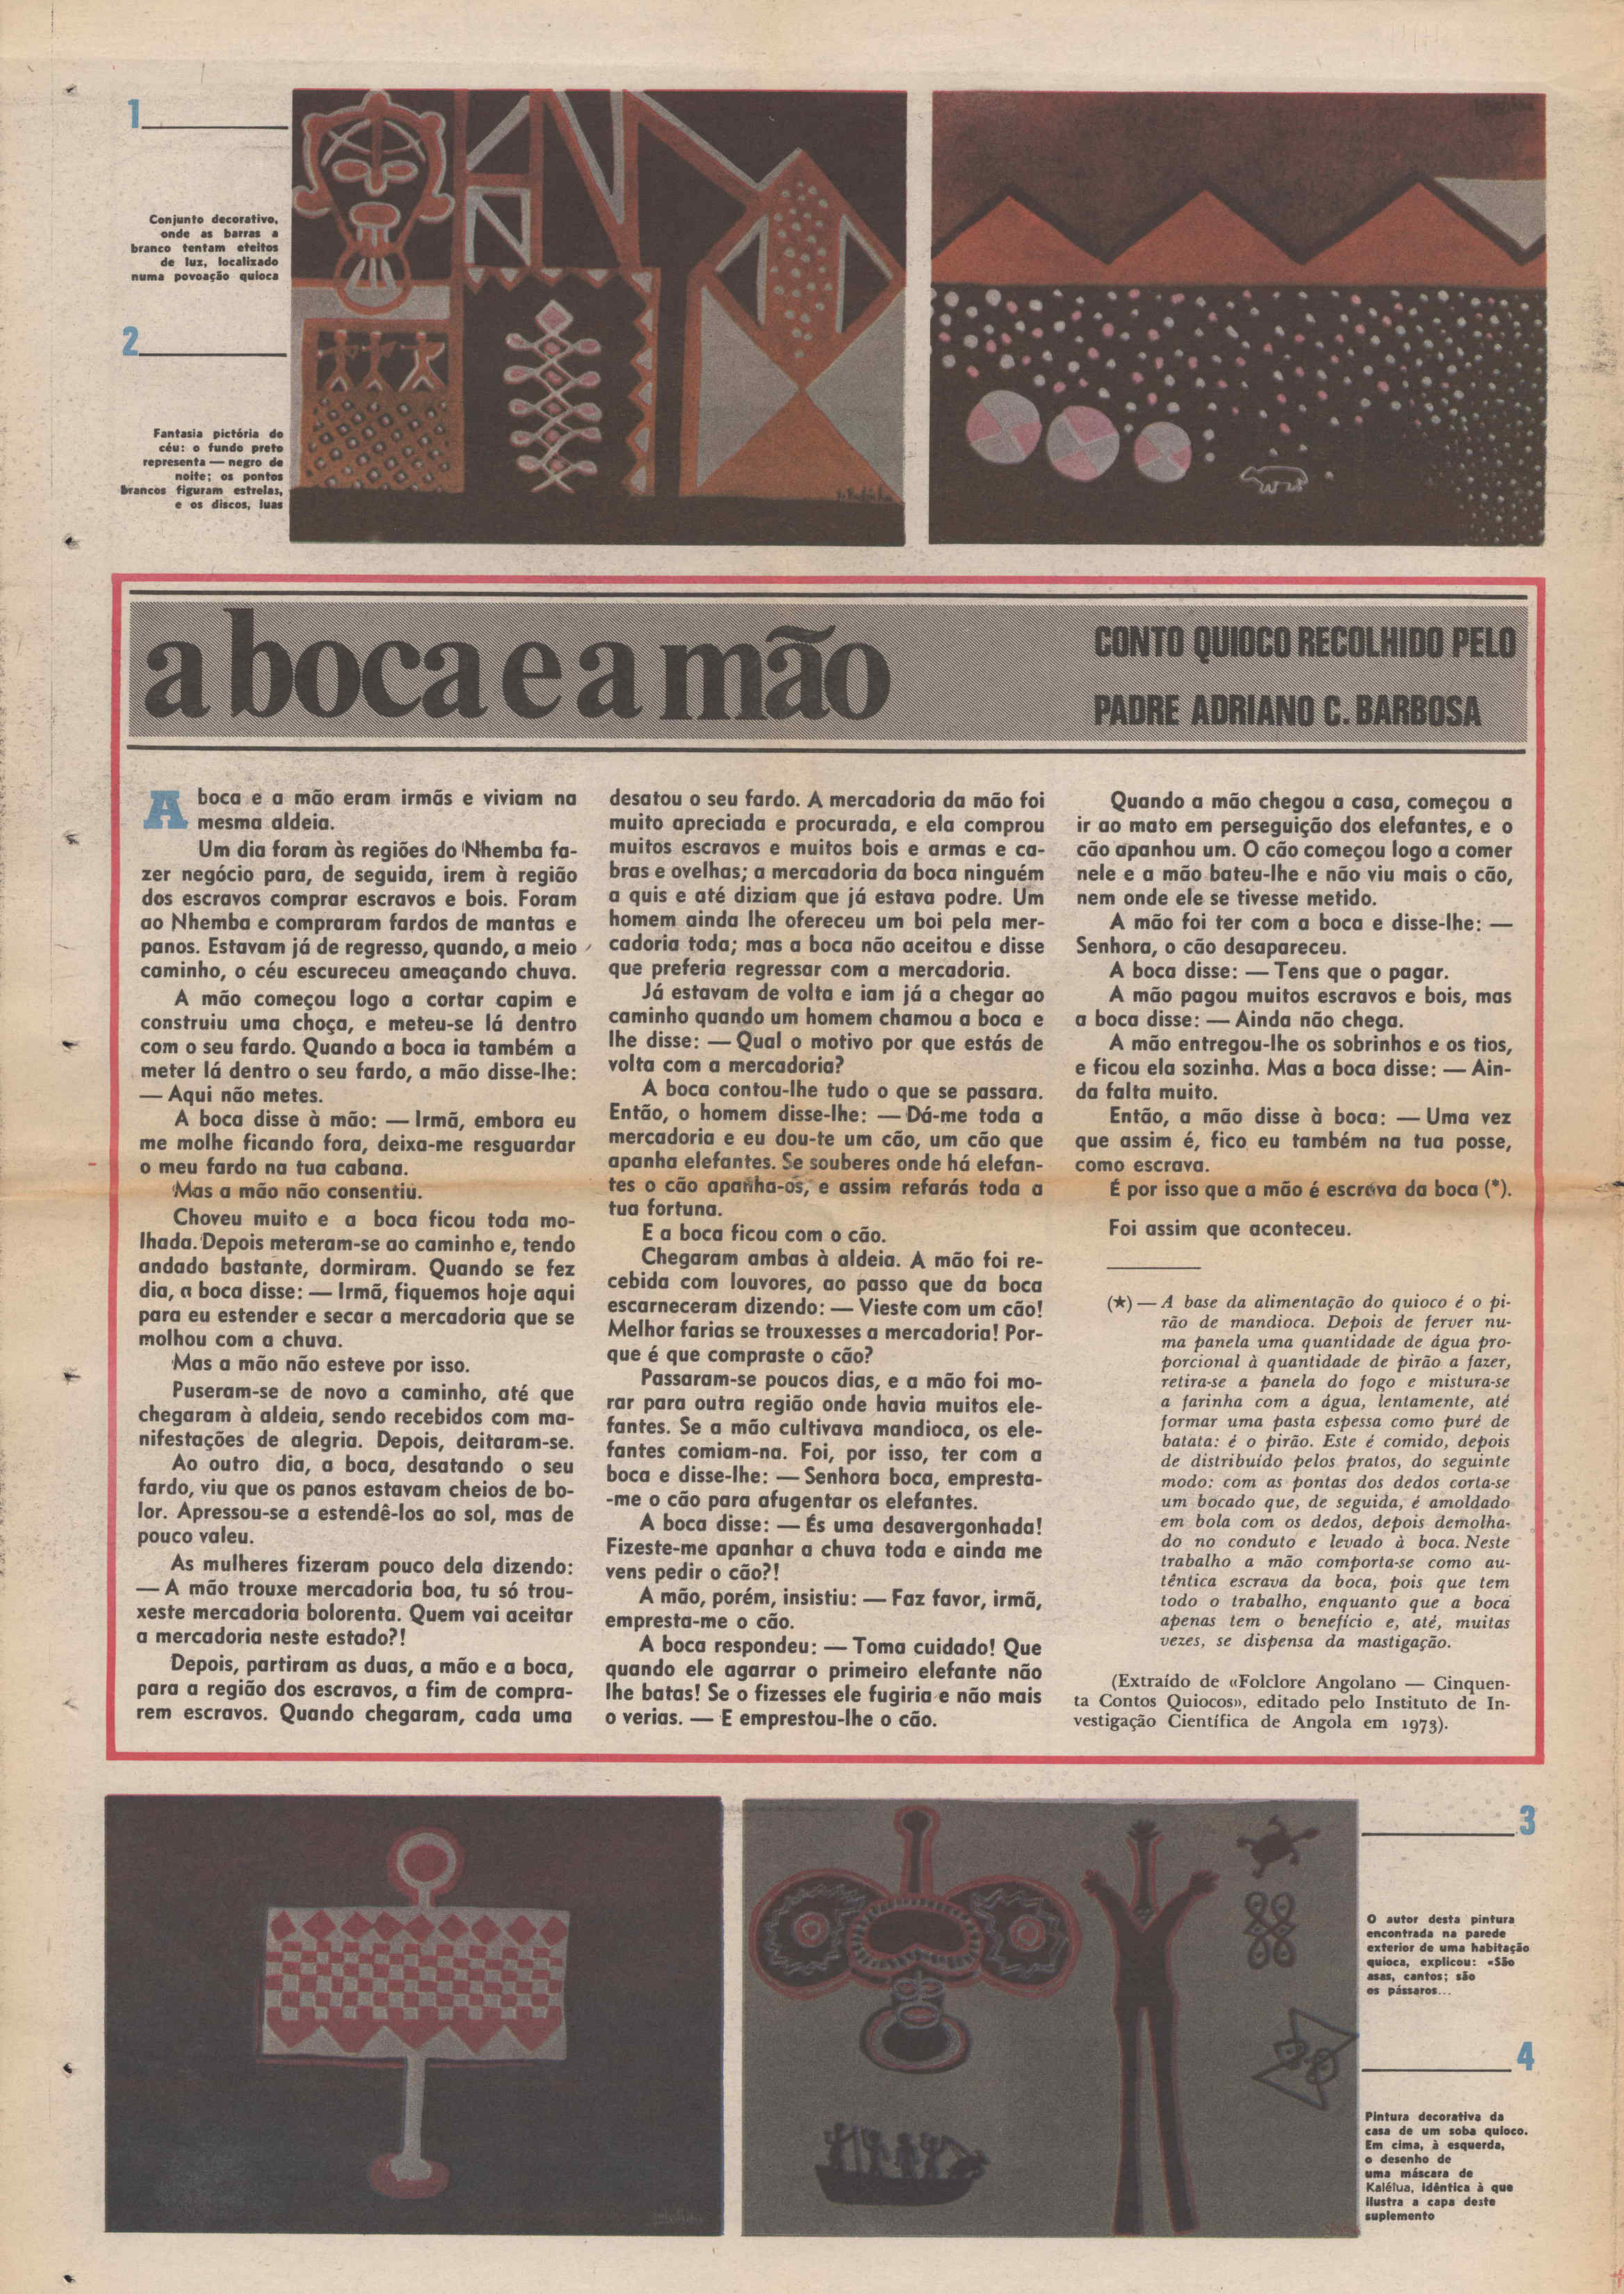 1
Conjunto decorativo,
onde as barras a
branco tentam efeitos
de luz, localizado
numa povoação quioca
2
Fantasia pictória do
céu: o fundo preto
representa — negro de
noite; os pontos
brancos figuram estrelas,
e os discos, luas
a boca e a mão
CONTO QUIOCO RECOLHIDO PELO
PADRE ADRIANO C. BARBOSA
A boca e a mão eram irmãs e viviam na
mesma aldeia.
Um dia foram às regiões do Nhemba fa-
zer negócio para, de seguida, irem à região
dos escravos comprar escravos e bois. Foram
ao Nhemba e compraram fardos de mantas e
panos. Estavam já de regresso, quando, a meio
caminho, o céu escureceu ameaçando chuva.
A mão começou logo a cortar capim e
construiu uma choça, e meteu-se lá dentro
com o seu fardo. Quando a boca ia também a
meter lá dentro o seu fardo, a mão disse-lhe:
— Aqui não metes.
A boca disse à mão: — Irmã, embora eu
me molhe ficando fora, deixa-me resguardar
o meu fardo na tua cabana.
Mas a mão não consentiu.
Choveu muito e a boca ficou toda mo-
lhada. Depois meteram-se ao caminho e, tendo
andado bastante, dormiram. Quando se fez
dia, a boca disse: — Irmã, fiquemos hoje aqui
para eu estender e secar a mercadoria que se
molhou com a chuva.
Mas a mão não esteve por isso.
Puseram-se de novo a caminho, até que
chegaram à aldeia, sendo recebidos com ma-
nifestações de alegria. Depois, deitaram-se.
Ao outro dia, a boca, desatando o seu
fardo, viu que os panos estavam cheios de bo-
lor. Apressou-se a estendê-los ao sol, mas de
pouco valeu.
As mulheres fizeram pouco dela dizendo:
— A mão trouxe mercadoria boa, tu só trou-
xeste mercadoria bolorenta. Quem vai aceitar
a mercadoria neste estado?!
Depois, partiram as duas, a mão e a boca,
para a região dos escravos, a fim de compra-
rem escravos. Quando chegaram, cada uma
desatou o seu fardo. A mercadoria da mão foi
muito apreciada e procurada, e ela comprou
muitos escravos e muitos bois e armas e ca-
bras e ovelhas; a mercadoria da boca ninguém
a quis e até diziam que já estava podre. Um
homem ainda lhe ofereceu um boi pela mer-
cadoria toda; mas a boca não aceitou e disse
que preferia regressar com a mercadoria.
Já estavam de volta e iam já a chegar ao
caminho quando um homem chamou a boca e
lhe disse: — Qual o motivo por que estás de
volta com a mercadoria?
A boca contou-lhe tudo o que se passara.
Então, o homem disse-lhe: — Dá-me toda a
mercadoria e eu dou-te um cão, um cão que
apanha elefantes. Se souberes onde há elefan-
tes o cão apanha-os, e assim refarás toda a
tua fortuna.
E a boca ficou com o cão.
Chegaram ambas à aldeia. A mão foi re-
cebida com louvores, ao passo que da boca
escarneceram dizendo: — Vieste com um cão!
Melhor farias se trouxesses a mercadoria! Por-
que é que compraste o cão?
Passaram-se poucos dias, e a mão foi mo-
rar para outra região onde havia muitos ele-
fantes. Se a mão cultivava mandioca, os ele-
fantes comiam-na. Foi, por isso, ter com a
boca e disse-lhe: — Senhora boca, empresta-
-me o cão para afugentar os elefantes.
A boca disse: — És uma desavergonhada!
Fizeste-me apanhar a chuva toda e ainda me
vens pedir o cão?!
A mão, porém, insistiu: — Faz favor, irmã,
empresta-me o cão.
A boca respondeu: — Toma cuidado! Que
quando ele agarrar o primeiro elefante não
lhe batas! Se o fizesses ele fugiria e não mais
o verias. — E emprestou-lhe o cão.
Quando a mão chegou a casa, começou a
ir ao mato em perseguição dos elefantes, e o
cão apanhou um. O cão começou logo a comer
nele e a mão bateu-lhe e não viu mais o cão,
nem onde ele se tivesse metido.
A mão foi ter com a boca e disse-lhe: —
Senhora, o cão desapareceu.
A boca disse: — Tens que o pagar.
A mão pagou muitos escravos e bois, mas
a boca disse: — Ainda não chega.
A mão entregou-lhe os sobrinhos e os tios,
e ficou ela sozinha. Mas a boca disse: — Ain-
da falta muito.
Então, a mão disse à boca: — Uma vez
que assim é, fico eu também na tua posse,
como escrava.
É por isso que a mão é escrava da boca (*).
Foi assim que aconteceu.
(★) — A base da alimentação do quioco é o pi-
rão de mandioca. Depois de ferver nu-
ma panela uma quantidade de água pro-
porcional à quantidade de pirão a fazer,
retira-se a panela do fogo e mistura-se
a farinha com a água, lentamente, até
formar uma pasta espessa como puré de
batata: é o pirão. Este é comido, depois
de distribuído pelos pratos, do seguinte
modo: com as pontas dos dedos corta-se
um bocado que, de seguida, é amoldado
em bola com os dedos, depois demolha-
do no conduto e levado à boca. Neste
trabalho a mão comporta-se como au-
têntica escrava da boca, pois que tem
todo o trabalho, enquanto que a boca
apenas tem o benefício e, até, muitas
vezes, se dispensa da mastigação.
(Extraído de «Folclore Angolano — Cinquen-
ta Contos Quiocos», editado pelo Instituto de In-
vestigação Científica de Angola em 1973).
3
O autor desta pintura
encontrada na parede
exterior de uma habitação
quioca, explicou: «São
asas, cantos; são
os pássaros...
4
Pintura decorativa da
casa de um soba quioco.
Em cima, à esquerda,
o desenho de
uma máscara de
Kalélua, idêntica à que
ilustra a capa deste
suplemento